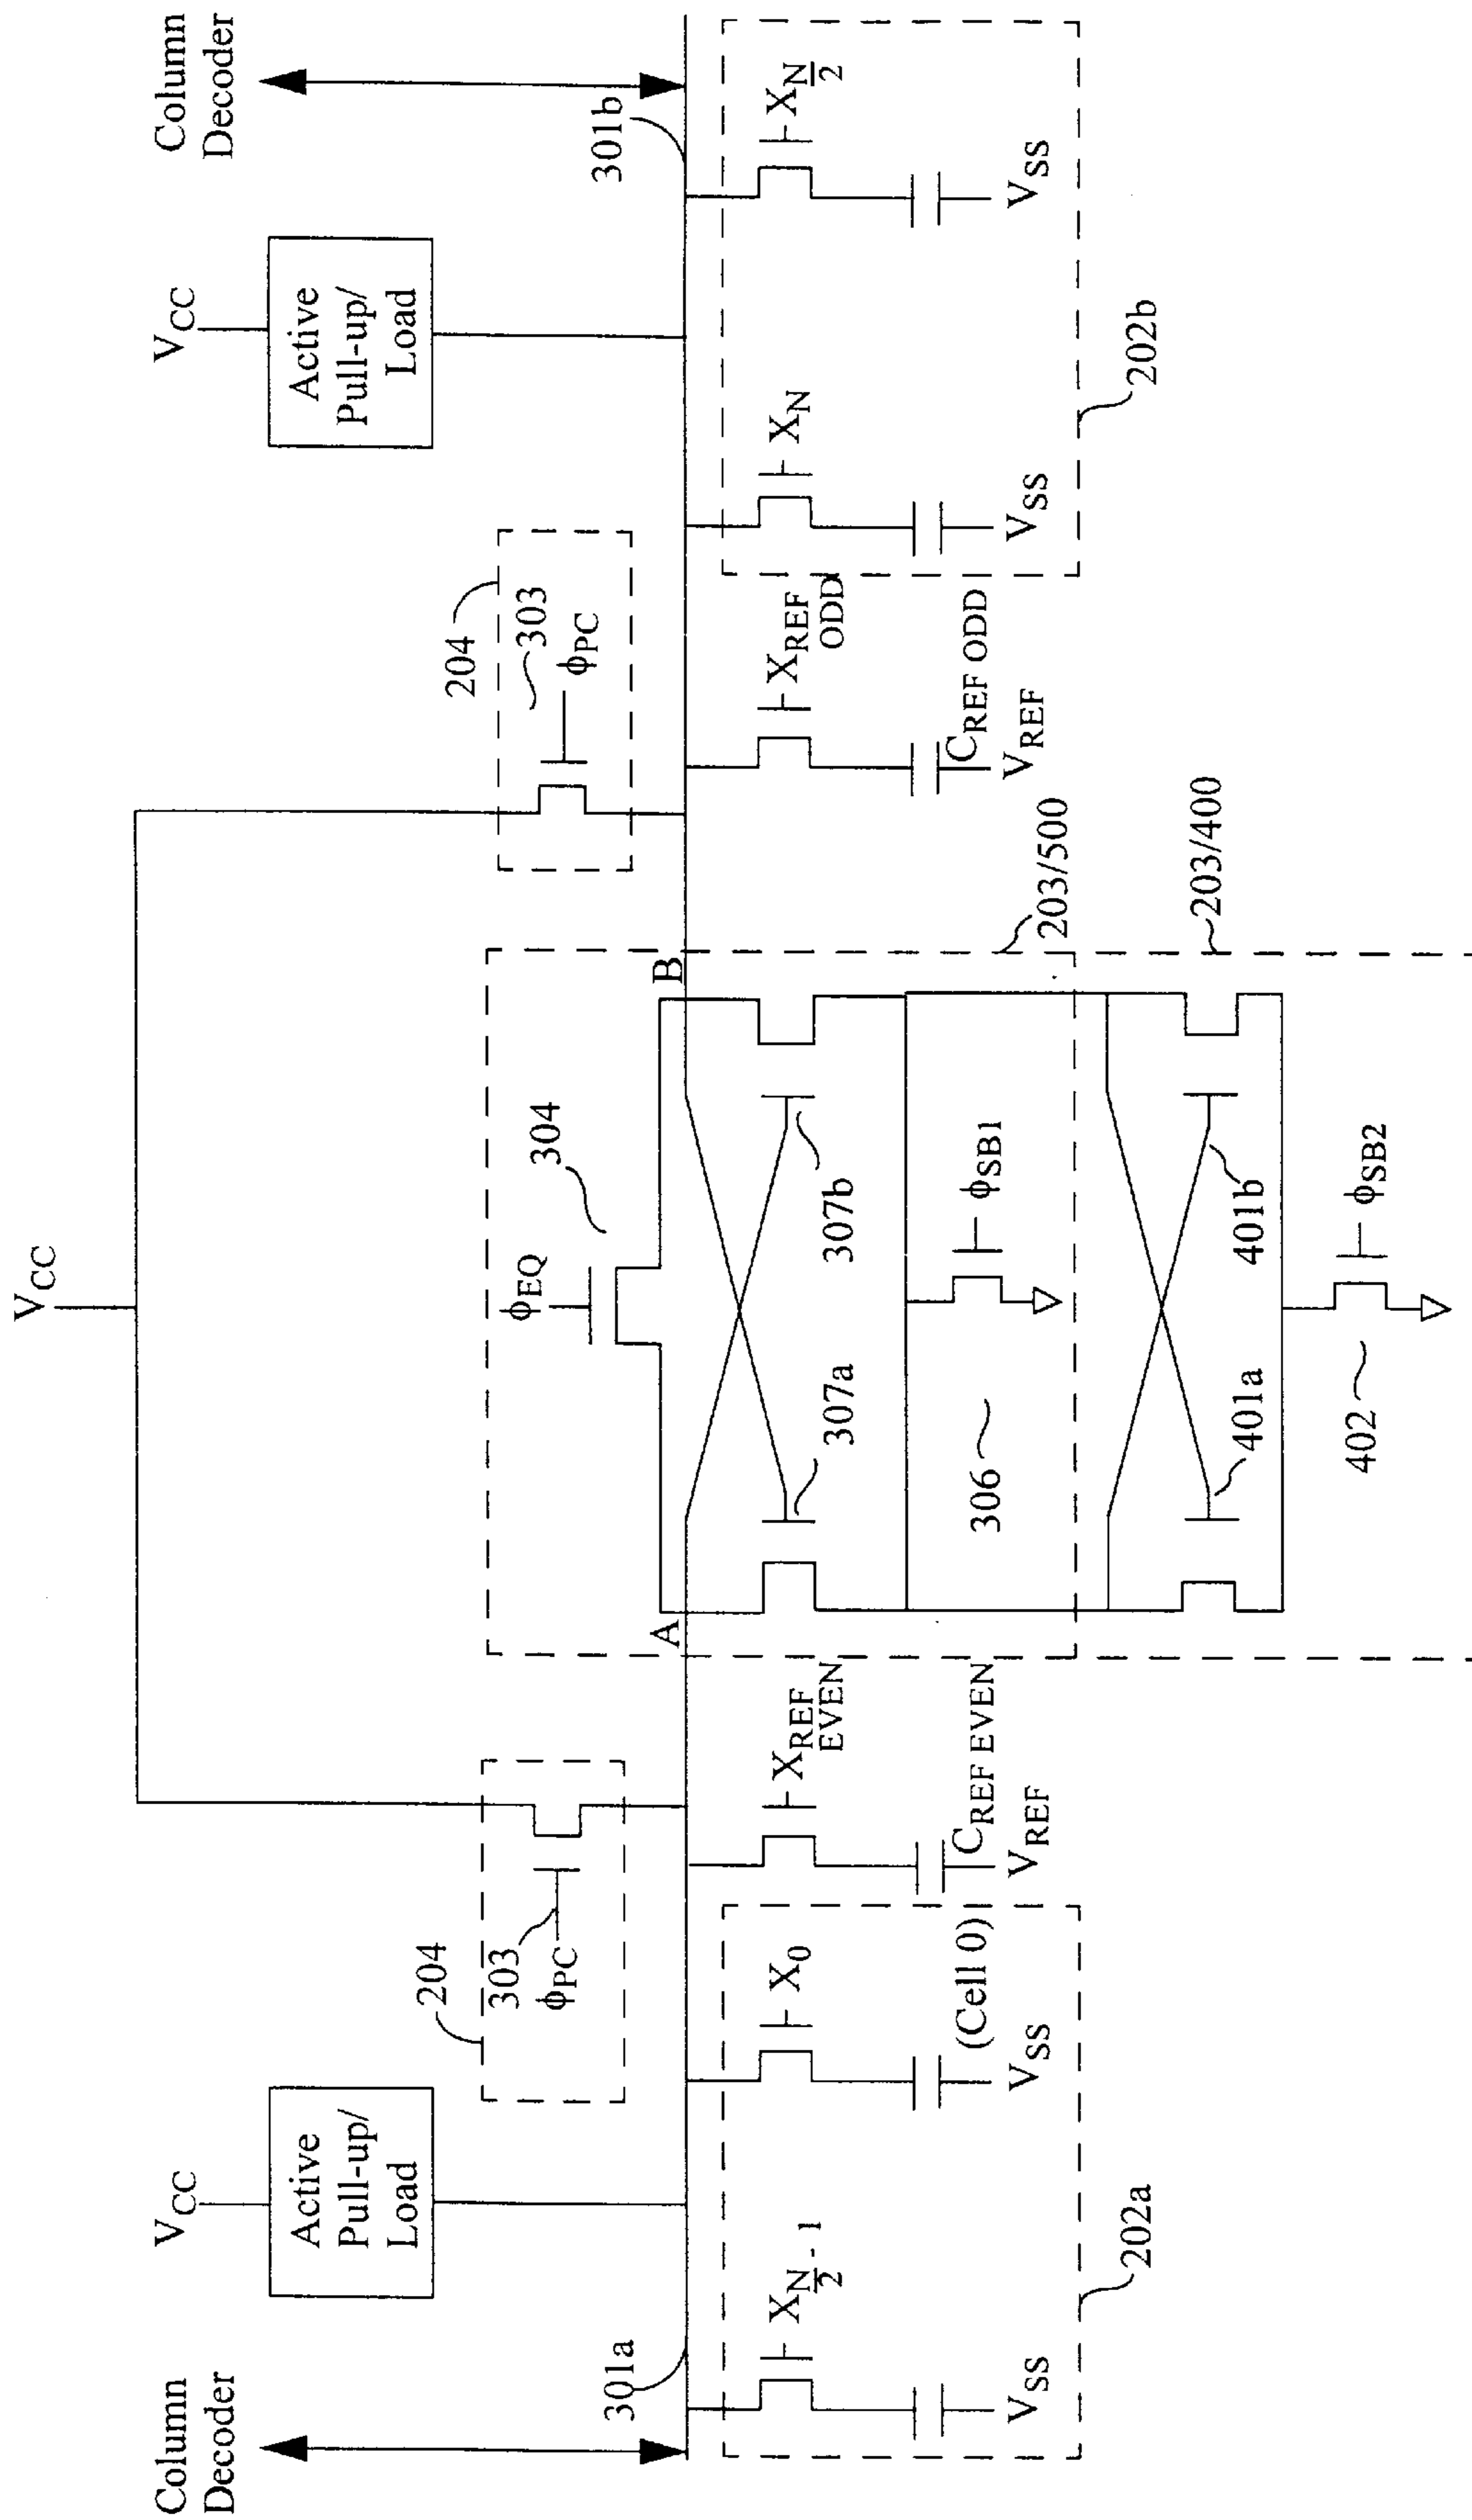 V_CC
Column
Decoder
V_CC
Active
Pull-up/
Load
204
303
ϕ_PC
301a
X_N/2 - 1
V_SS
X_0
(Cell 0)
V_SS
202a
X_REF EVEN
C_REF EVEN
V_REF
A
ϕ_EQ
304
B
307a
307b
306
ϕ_SB1
203/500
203/400
401a
401b
402
ϕ_SB2
204
303
ϕ_PC
X_REF ODD
C_REF ODD
V_REF
V_CC
Active
Pull-up/
Load
Column
Decoder
301b
X_N
V_SS
X_N/2
V_SS
202b